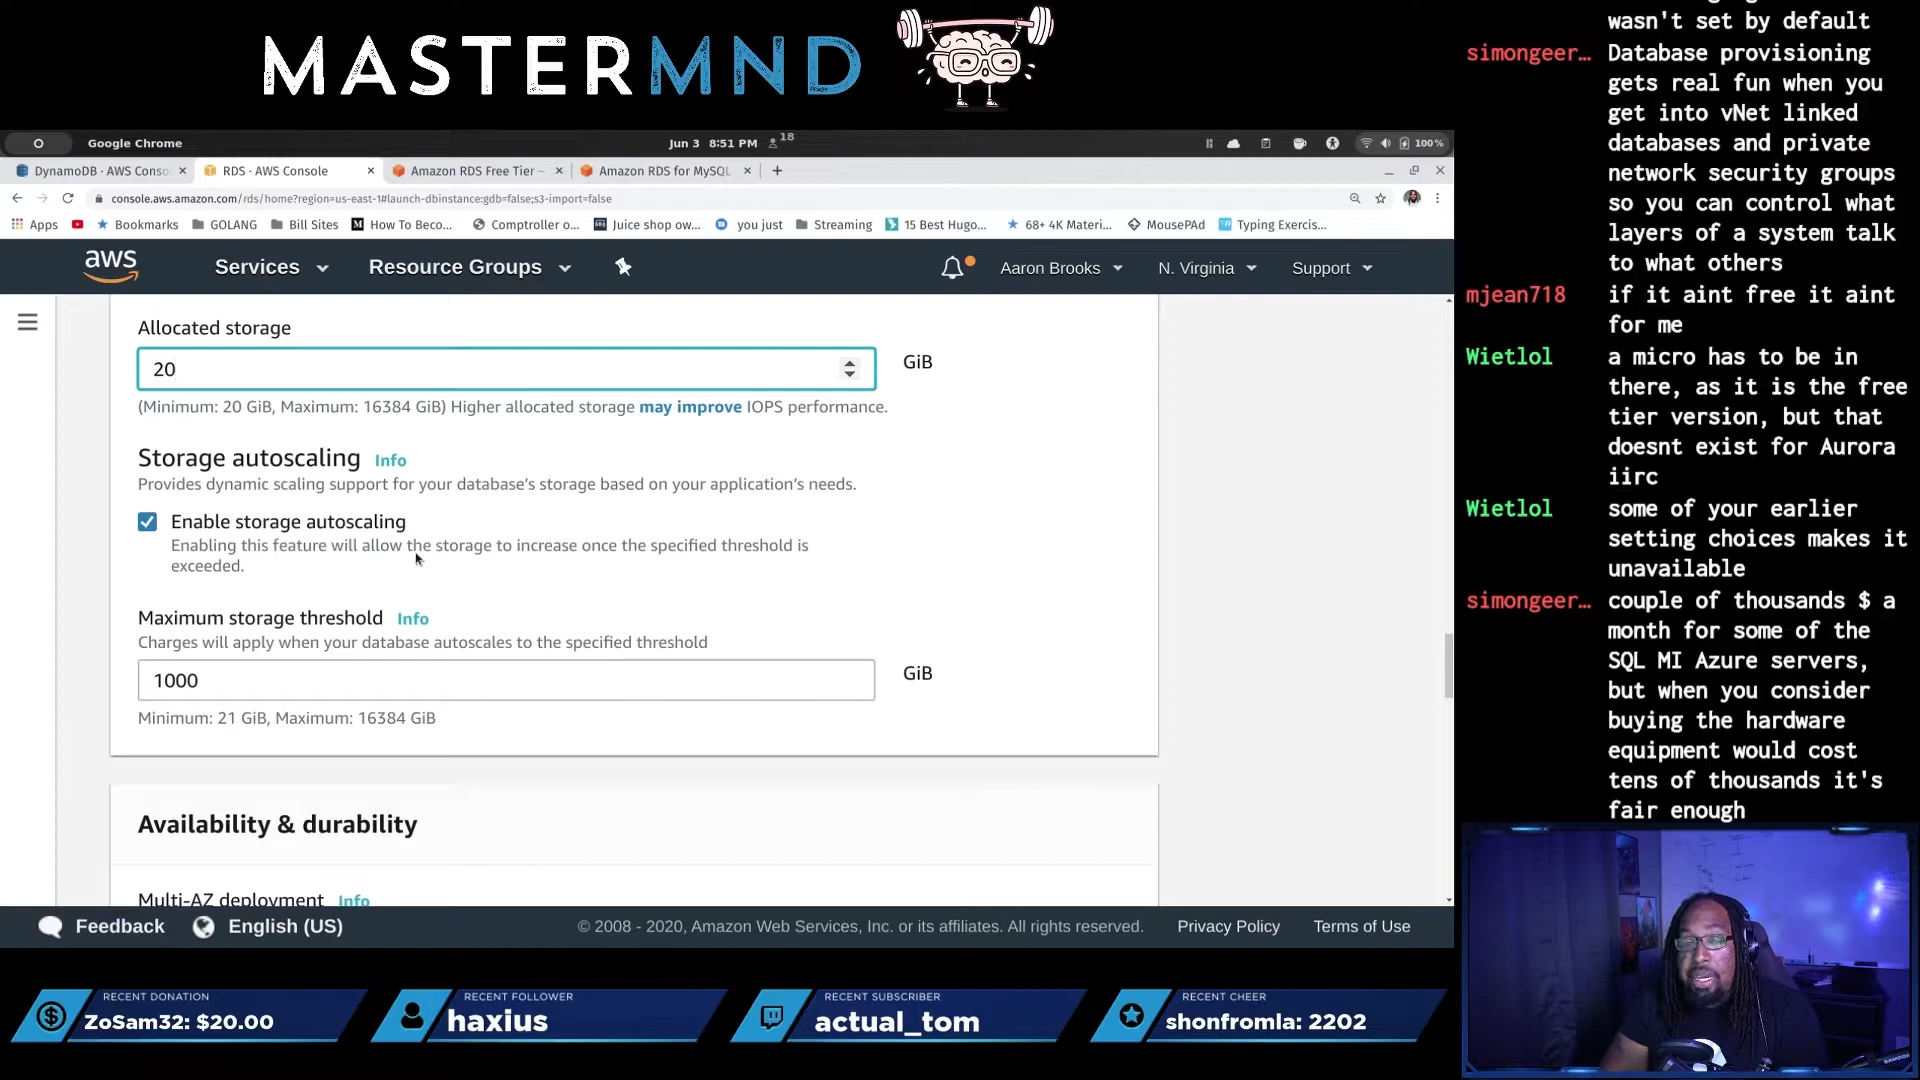 MASTERMND
wasn't set by default
simongeer… Database provisioning
gets real fun when you
get into vNet linked
databases and private
network security groups
so you can control what
layers of a system talk
to what others
mjean718 if it aint free it aint
for me
Wietlol a micro has to be in
there, as it is the free
tier version, but that
doesnt exist for Aurora
iirc
Wietlol some of your earlier
setting choices makes it
unavailable
simongeer… couple of thousands $ a
month for some of the
SQL MI Azure servers,
but when you consider
buying the hardware
equipment would cost
tens of thousands it's
fair enough
Google Chrome
Jun 3 8:51 PM
18
100%
DynamoDB · AWS Conso
RDS · AWS Console
Amazon RDS Free Tier –
Amazon RDS for MySQL
console.aws.amazon.com/rds/home?region=us-east-1#launch-dbinstance:gdb=false;s3-import=false
Apps
Bookmarks
GOLANG
Bill Sites
How To Beco...
Comptroller o...
Juice shop ow...
you just
Streaming
15 Best Hugo...
68+ 4K Materi...
MousePAd
Typing Exercis...
aws
Services
Resource Groups
Aaron Brooks
N. Virginia
Support
Allocated storage
20
GiB
(Minimum: 20 GiB, Maximum: 16384 GiB) Higher allocated storage may improve IOPS performance.
Storage autoscaling Info
Provides dynamic scaling support for your database's storage based on your application's needs.
Enable storage autoscaling
Enabling this feature will allow the storage to increase once the specified threshold is
exceeded.
Maximum storage threshold Info
Charges will apply when your database autoscales to the specified threshold
1000
GiB
Minimum: 21 GiB, Maximum: 16384 GiB
Availability & durability
Multi-AZ deployment Info
Feedback
English (US)
© 2008 - 2020, Amazon Web Services, Inc. or its affiliates. All rights reserved.
Privacy Policy
Terms of Use
RECENT DONATION
ZoSam32: $20.00
RECENT FOLLOWER
haxius
RECENT SUBSCRIBER
actual_tom
RECENT CHEER
shonfromla: 2202